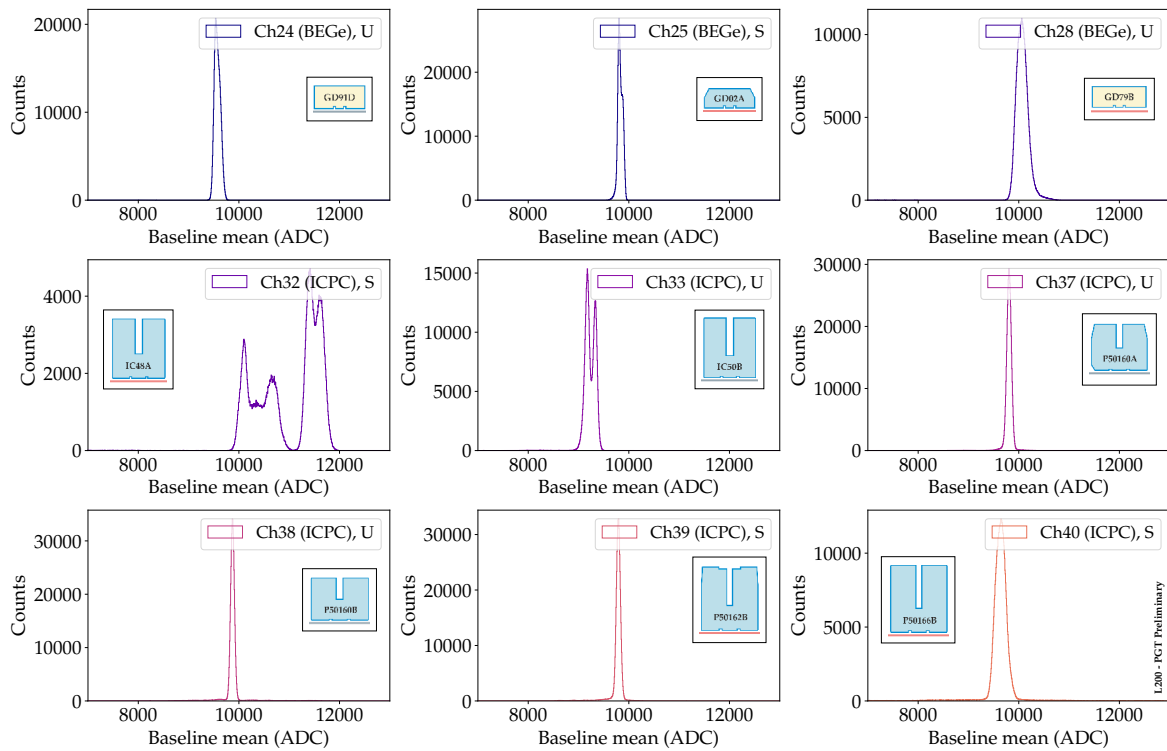 Ch24 (BEGe), U
GD91D
Counts
20000
10000
0
8000 10000 12000
Baseline mean (ADC)
Ch25 (BEGe), S
GD02A
Counts
20000
10000
0
8000 10000 12000
Baseline mean (ADC)
Ch28 (BEGe), U
GD79B
Counts
10000
5000
0
8000 10000 12000
Baseline mean (ADC)
Ch32 (ICPC), S
IC48A
Counts
4000
2000
0
8000 10000 12000
Baseline mean (ADC)
Ch33 (ICPC), U
IC50B
Counts
15000
10000
5000
0
8000 10000 12000
Baseline mean (ADC)
Ch37 (ICPC), U
P50160A
Counts
30000
20000
10000
0
8000 10000 12000
Baseline mean (ADC)
Ch38 (ICPC), U
P50160B
Counts
30000
20000
10000
0
8000 10000 12000
Baseline mean (ADC)
Ch39 (ICPC), S
P50162B
Counts
30000
20000
10000
0
8000 10000 12000
Baseline mean (ADC)
Ch40 (ICPC), S
P50166B
Counts
10000
5000
0
8000 10000 12000
Baseline mean (ADC)
L200 - PGT Preliminary